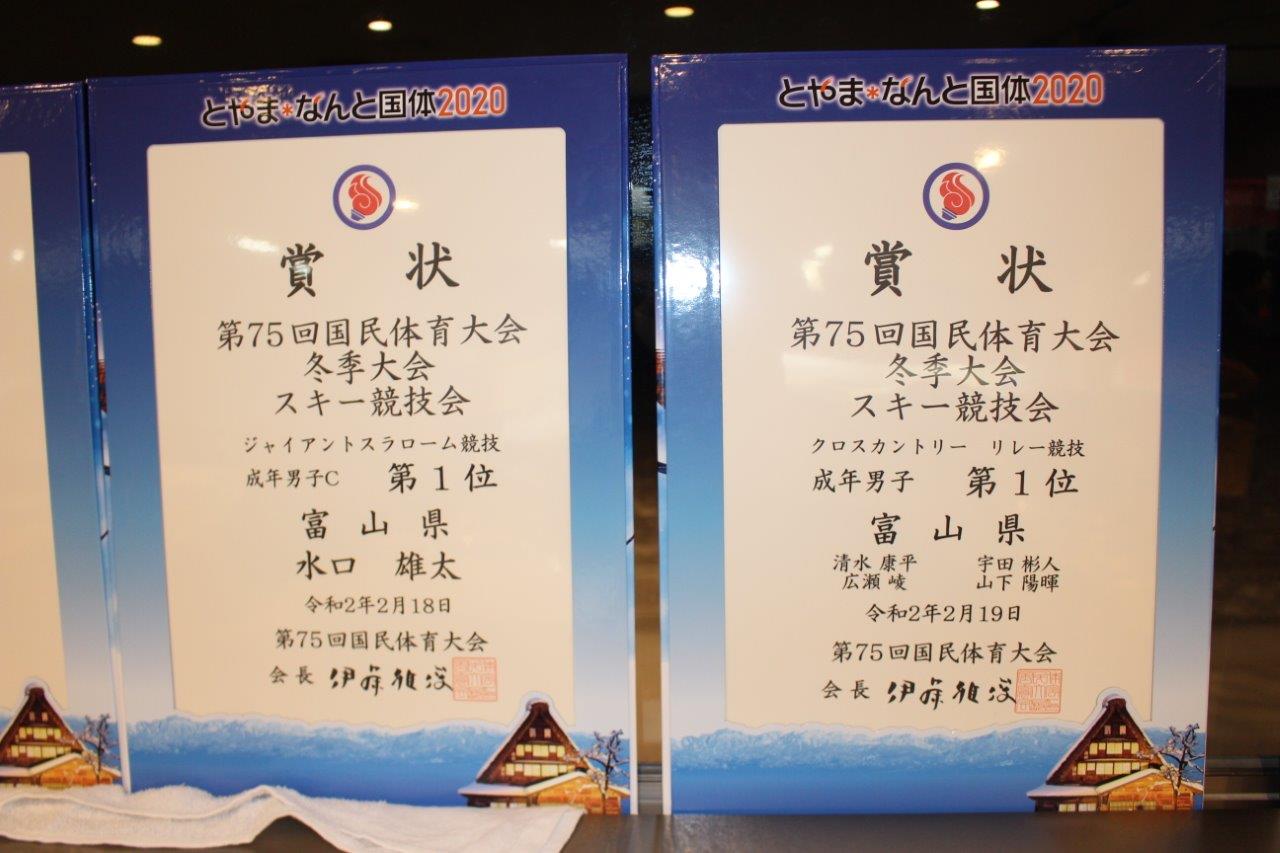 とやま*なんと国体2020
賞 状
第75回国民体育大会
冬季大会
スキー競技会
ジャイアントスラローム競技
成年男子C 第1位
富 山 県
水口 雄太
令和2年2月18日
第75回国民体育大会
会長 伊藤雅俊
とやま*なんと国体2020
賞 状
第75回国民体育大会
冬季大会
スキー競技会
クロスカントリー リレー競技
成年男子 第1位
富 山 県
清水 康平 宇田 彬人
広瀬 崚 山下 陽暉
令和2年2月19日
第75回国民体育大会
会長 伊藤雅俊